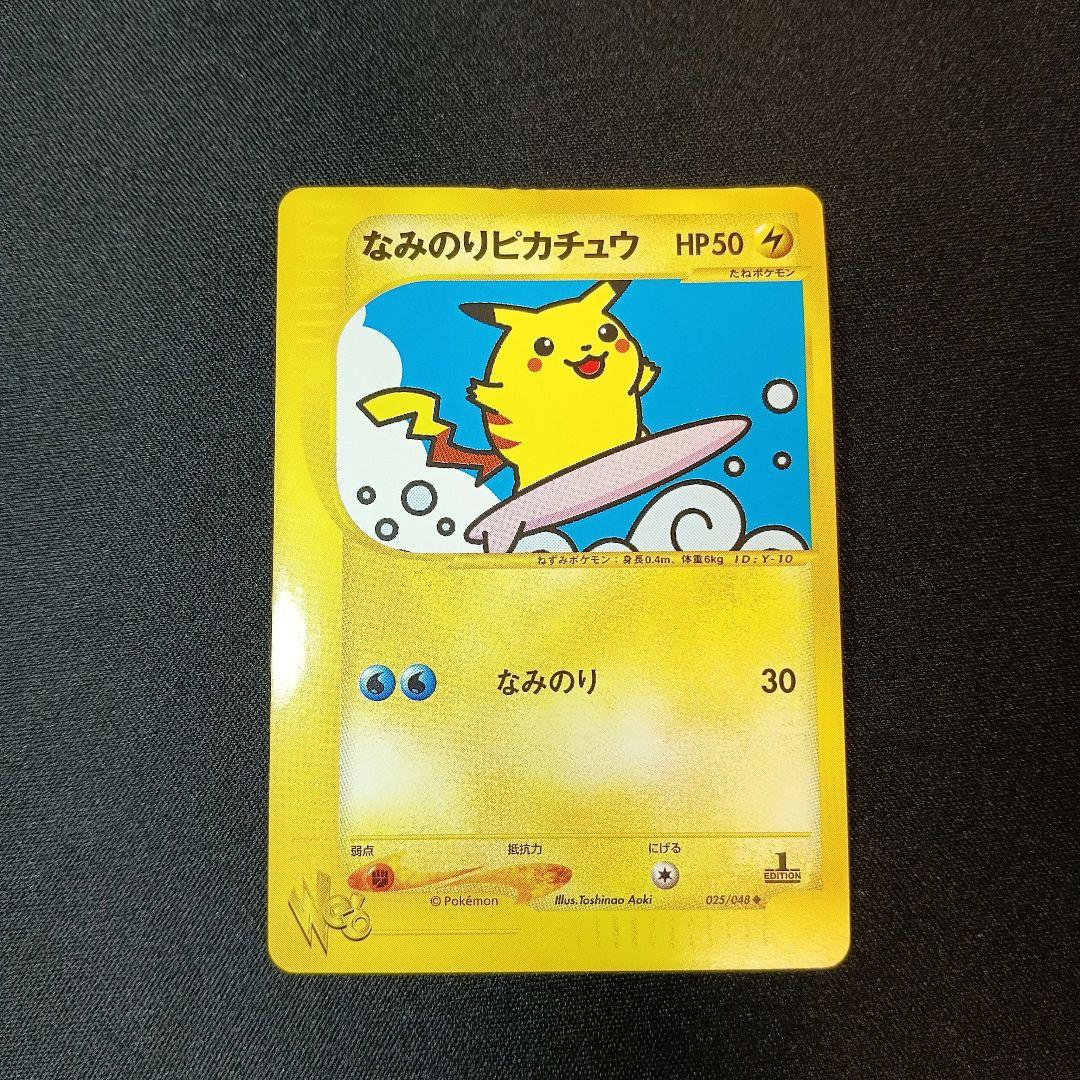 なみのりピカチュウ HP50
たねポケモン
ねずみポケモン：身長0.4m、体重6kg ID:Y-10
なみのり 30
弱点 抵抗力 にげる
1
EDITION
Web
© Pokémon Illus.Toshinao Aoki 025/048